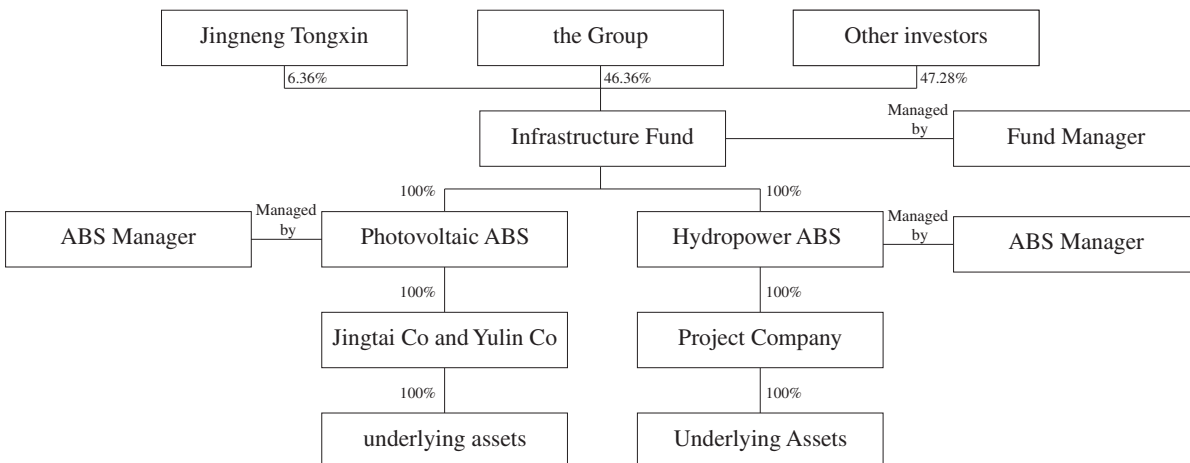 Jingneng Tongxin
the Group
Other investors
6.36%
46.36%
47.28%
Infrastructure Fund
Managed
by
Fund Manager
100%
100%
ABS Manager
Managed
by
Photovoltaic ABS
Hydropower ABS
Managed
by
ABS Manager
100%
100%
Jingtai Co and Yulin Co
Project Company
100%
100%
underlying assets
Underlying Assets